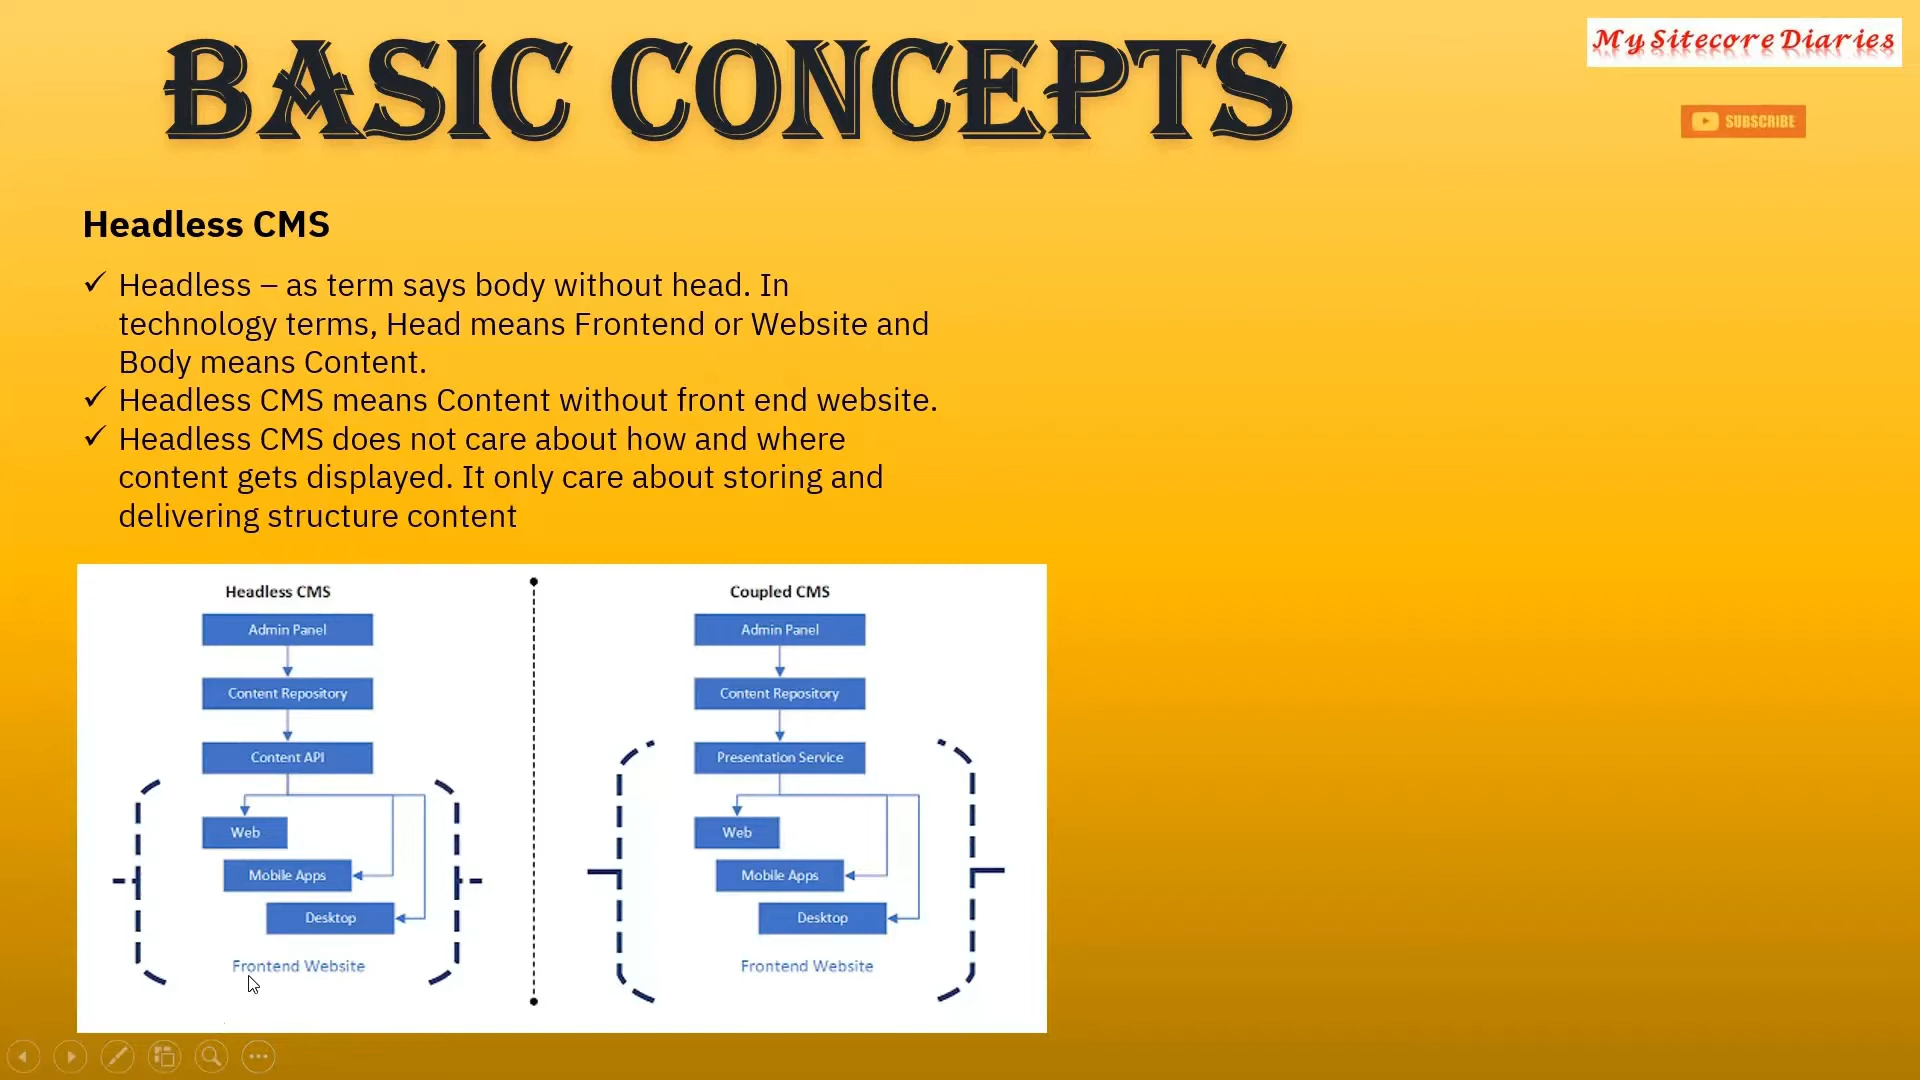 BASIC CONCEPTS
My Sitecore Diaries
SUBSCRIBE
Headless CMS
✓ Headless – as term says body without head. In
technology terms, Head means Frontend or Website and
Body means Content.
✓ Headless CMS means Content without front end website.
✓ Headless CMS does not care about how and where
content gets displayed. It only care about storing and
delivering structure content
Headless CMS
Admin Panel
Content Repository
Content API
Web
Mobile Apps
Desktop
Frontend Website
Coupled CMS
Admin Panel
Content Repository
Presentation Service
Web
Mobile Apps
Desktop
Frontend Website